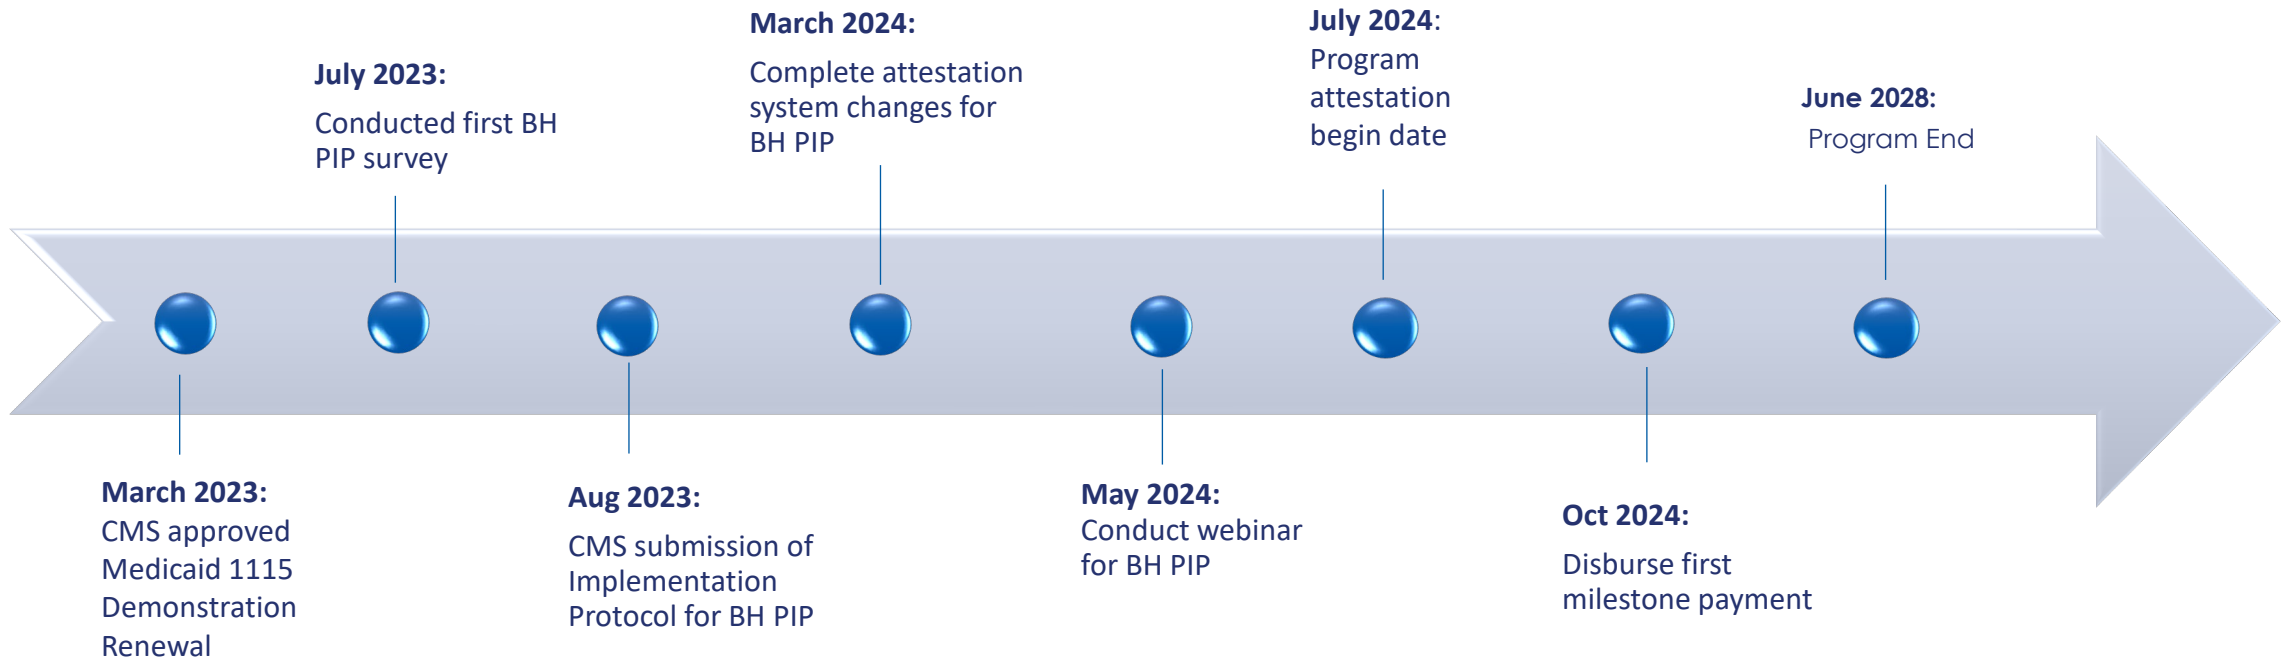 March 2023:
CMS approved
Medicaid 1115
Demonstration
Renewal
July 2023:
Conducted first BH
PIP survey
Aug 2023:
CMS submission of
Implementation
Protocol for BH PIP
March 2024:
Complete attestation
system changes for
BH PIP
May 2024:
Conduct webinar
for BH PIP
July 2024:
Program
attestation
begin date
Oct 2024:
Disburse first
milestone payment
June 2028:
Program End